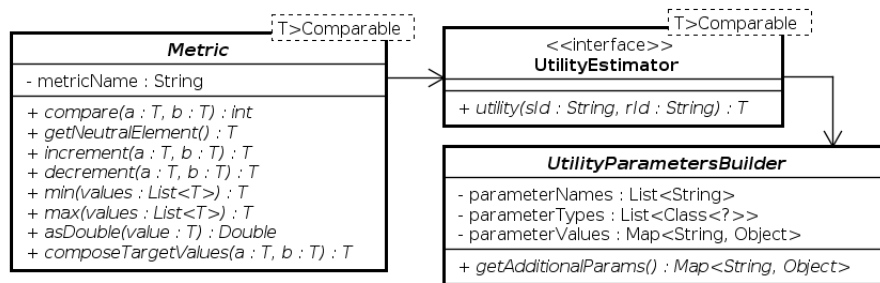 T>Comparable
Metric
- metricName : String
+ compare(a : T, b : T) : int
+ getNeutralElement() : T
+ increment(a : T, b : T) : T
+ decrement(a : T, b : T) : T
+ min(values : List<T>) : T
+ max(values : List<T>) : T
+ asDouble(value : T) : Double
+ composeTargetValues(a : T, b : T) : T
T>Comparable
<<interface>>
UtilityEstimator
+ utility(sId : String, rId : String) : T
UtilityParametersBuilder
- parameterNames : List<String>
- parameterTypes : List<Class<?>>
- parameterValues : Map<String, Object>
+ getAdditionalParams() : Map<String, Object>